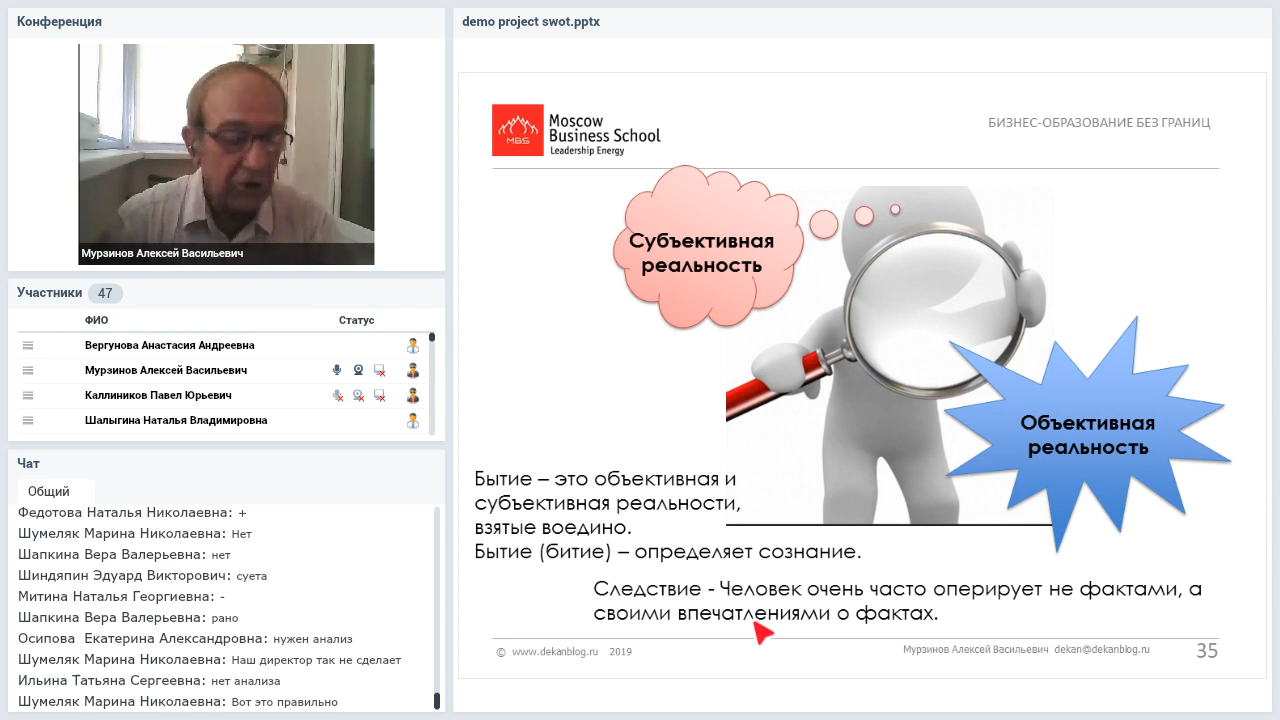 Конференция
Мурзинов Алексей Васильевич
Участники 47
ФИО Статус
Вергунова Анастасия Андреевна
Мурзинов Алексей Васильевич
Каллиников Павел Юрьевич
Шалыгина Наталья Владимировна
Чат
Общий
Федотова Наталья Николаевна: +
Шумеляк Марина Николаевна: Нет
Шапкина Вера Валерьевна: нет
Шиндяпин Эдуард Викторович: суета
Митина Наталья Георгиевна: -
Шапкина Вера Валерьевна: рано
Осипова Екатерина Александровна: нужен анализ
Шумеляк Марина Николаевна: Наш директор так не сделает
Ильина Татьяна Сергеевна: нет анализа
Шумеляк Марина Николаевна: Вот это правильно
demo project swot.pptx
MBS
Moscow
Business School
Leadership Energy
БИЗНЕС-ОБРАЗОВАНИЕ БЕЗ ГРАНИЦ
Субъективная
реальность
Объективная
реальность
Бытие – это объективная и
субъективная реальности,
взятые воедино.
Бытие (битие) – определяет сознание.
Следствие - Человек очень часто оперирует не фактами, а
своими впечатлениями о фактах.
© www.dekanblog.ru 2019
Мурзинов Алексей Васильевич dekan@dekanblog.ru
35